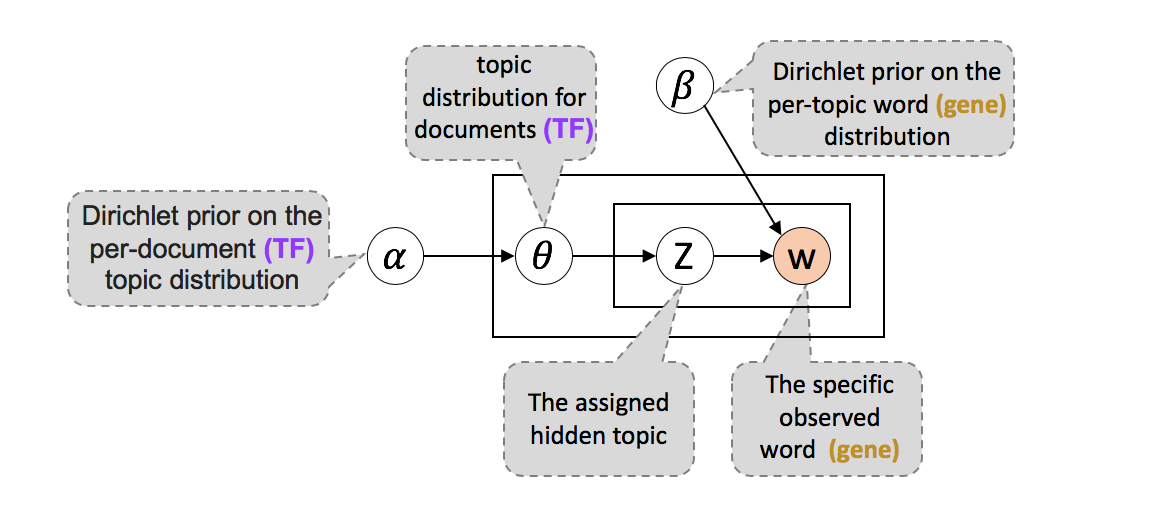 topic
distribution for
documents (TF)
β
Dirichlet prior on the
per-topic word (gene)
distribution
Dirichlet prior on the
per-document (TF)
topic distribution
α
θ
Z
w
The assigned
hidden topic
The specific
observed
word (gene)